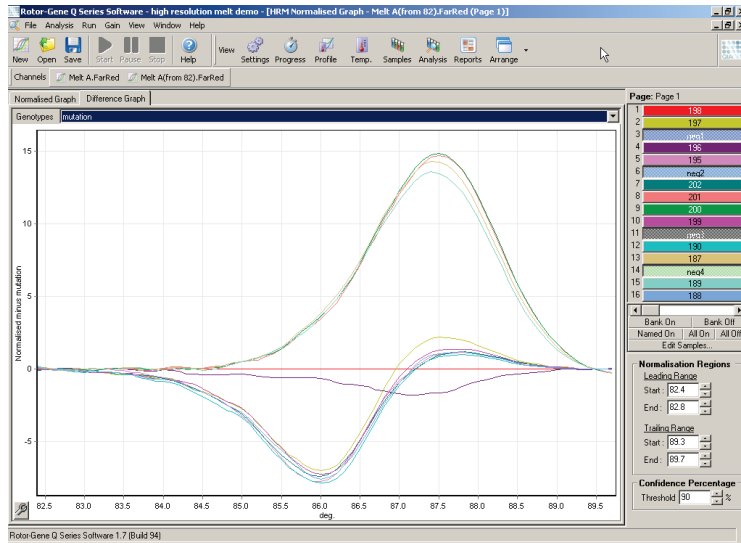 Rotor-Gene Q Series Software - high resolution melt demo - [HRM Normalised Graph - Melt A(from 82).FarRed (Page 1)]
File Analysis Run Gain View Window Help
New Open Save Start Pause Stop Help View Settings Progress Profile Temp. Samples Analysis Reports Arrange
Channels Melt A.FarRed Melt A(from 82).FarRed
Normalised Graph Difference Graph
Genotypes mutation
Normalised minus mutation
15
10
5
0
-5
82.5 83.0 83.5 84.0 84.5 85.0 85.5 86.0 86.5 87.0 87.5 88.0 88.5 89.0 89.5
deg.
Page: Page 1
1 198
2 197
3 neg1
4 196
5 195
6 neg2
7 202
8 201
9 200
10 199
11 neg3
12 190
13 187
14 neg4
15 189
16 188
Bank On Bank Off
Named On All On All Off
Edit Samples...
Normalisation Regions
Leading Range
Start : 82.4
End : 82.8
Trailing Range
Start : 89.3
End : 89.7
Confidence Percentage
Threshold 90 %
Rotor-Gene Q Series Software 1.7 (Build 94)